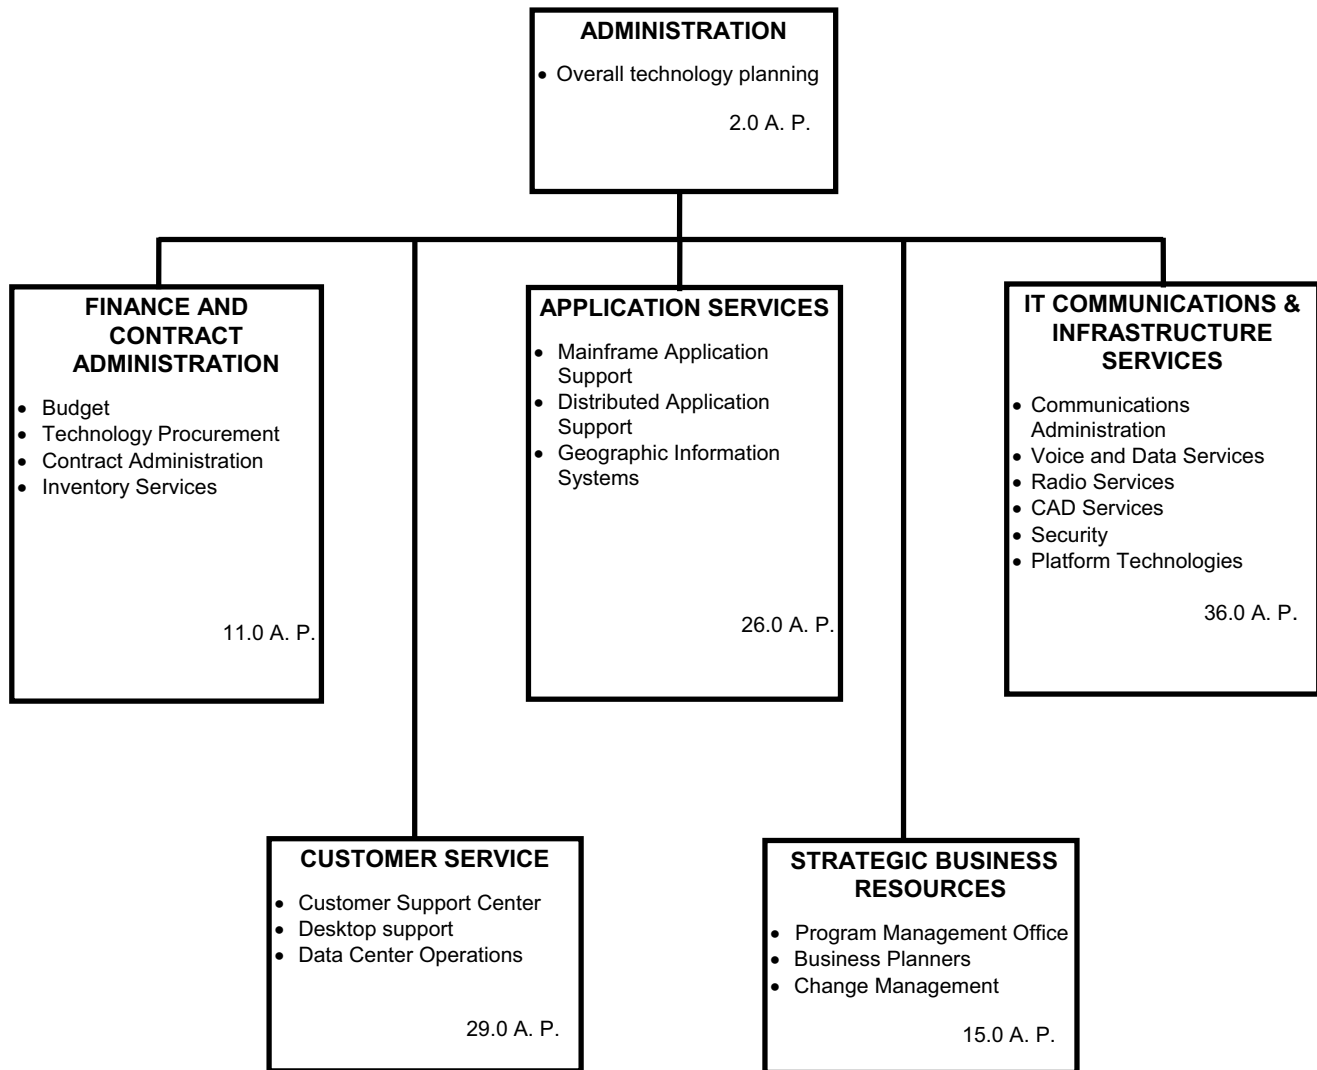 ADMINISTRATION
• Overall technology planning
2.0 A. P.
FINANCE AND
CONTRACT
ADMINISTRATION
• Budget
• Technology Procurement
• Contract Administration
• Inventory Services
11.0 A. P.
APPLICATION SERVICES
• Mainframe Application
Support
• Distributed Application
Support
• Geographic Information
Systems
26.0 A. P.
IT COMMUNICATIONS &
INFRASTRUCTURE
SERVICES
• Communications
Administration
• Voice and Data Services
• Radio Services
• CAD Services
• Security
• Platform Technologies
36.0 A. P.
CUSTOMER SERVICE
• Customer Support Center
• Desktop support
• Data Center Operations
29.0 A. P.
STRATEGIC BUSINESS
RESOURCES
• Program Management Office
• Business Planners
• Change Management
15.0 A. P.